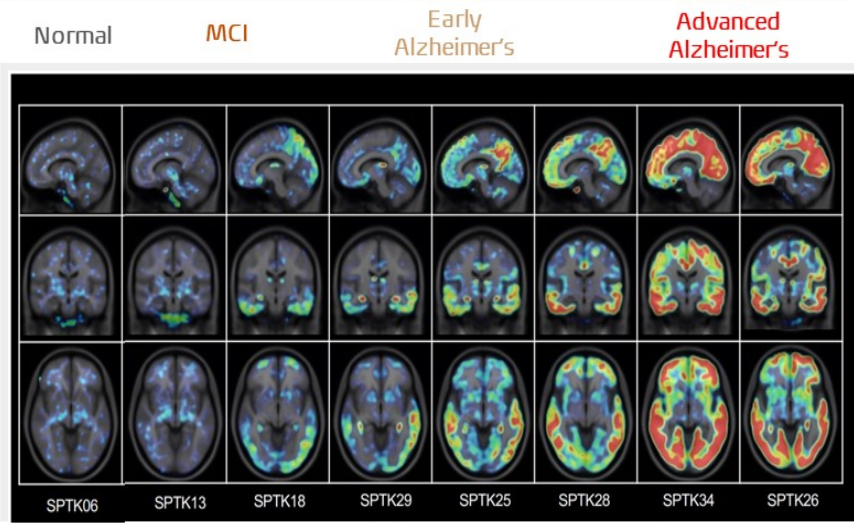 Normal
MCI
Early
Alzheimer's
Advanced
Alzheimer's
SPTK06
SPTK13
SPTK18
SPTK29
SPTK25
SPTK28
SPTK34
SPTK26